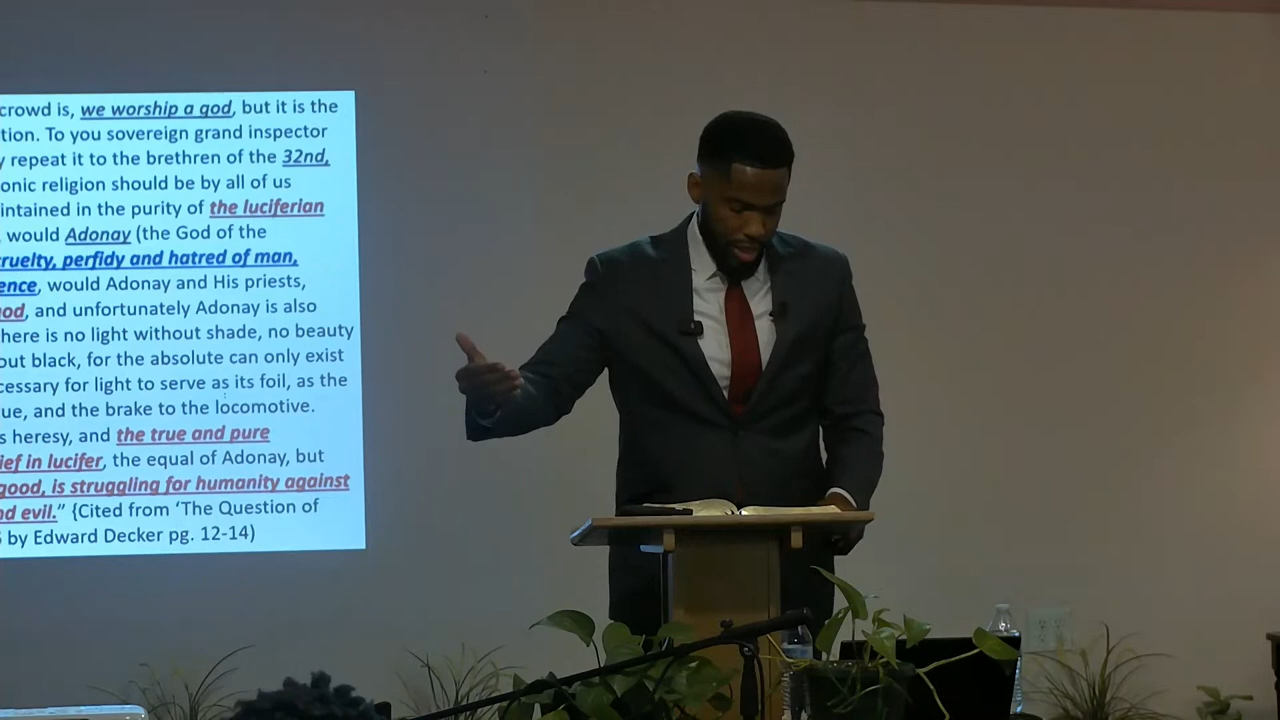 crowd is, we worship a god, but it is the
tion. To you sovereign grand inspector
y repeat it to the brethren of the 32nd,
onic religion should be by all of us
intained in the purity of the luciferian
, would Adonay (the God of the
ruelty, perfidy and hatred of man,
ence, would Adonay and His priests,
god, and unfortunately Adonay is also
here is no light without shade, no beauty
out black, for the absolute can only exist
cessary for light to serve as its foil, as the
ue, and the brake to the locomotive.
s heresy, and the true and pure
ief in lucifer, the equal of Adonay, but
good, is struggling for humanity against
nd evil.” {Cited from ‘The Question of
by Edward Decker pg. 12-14)